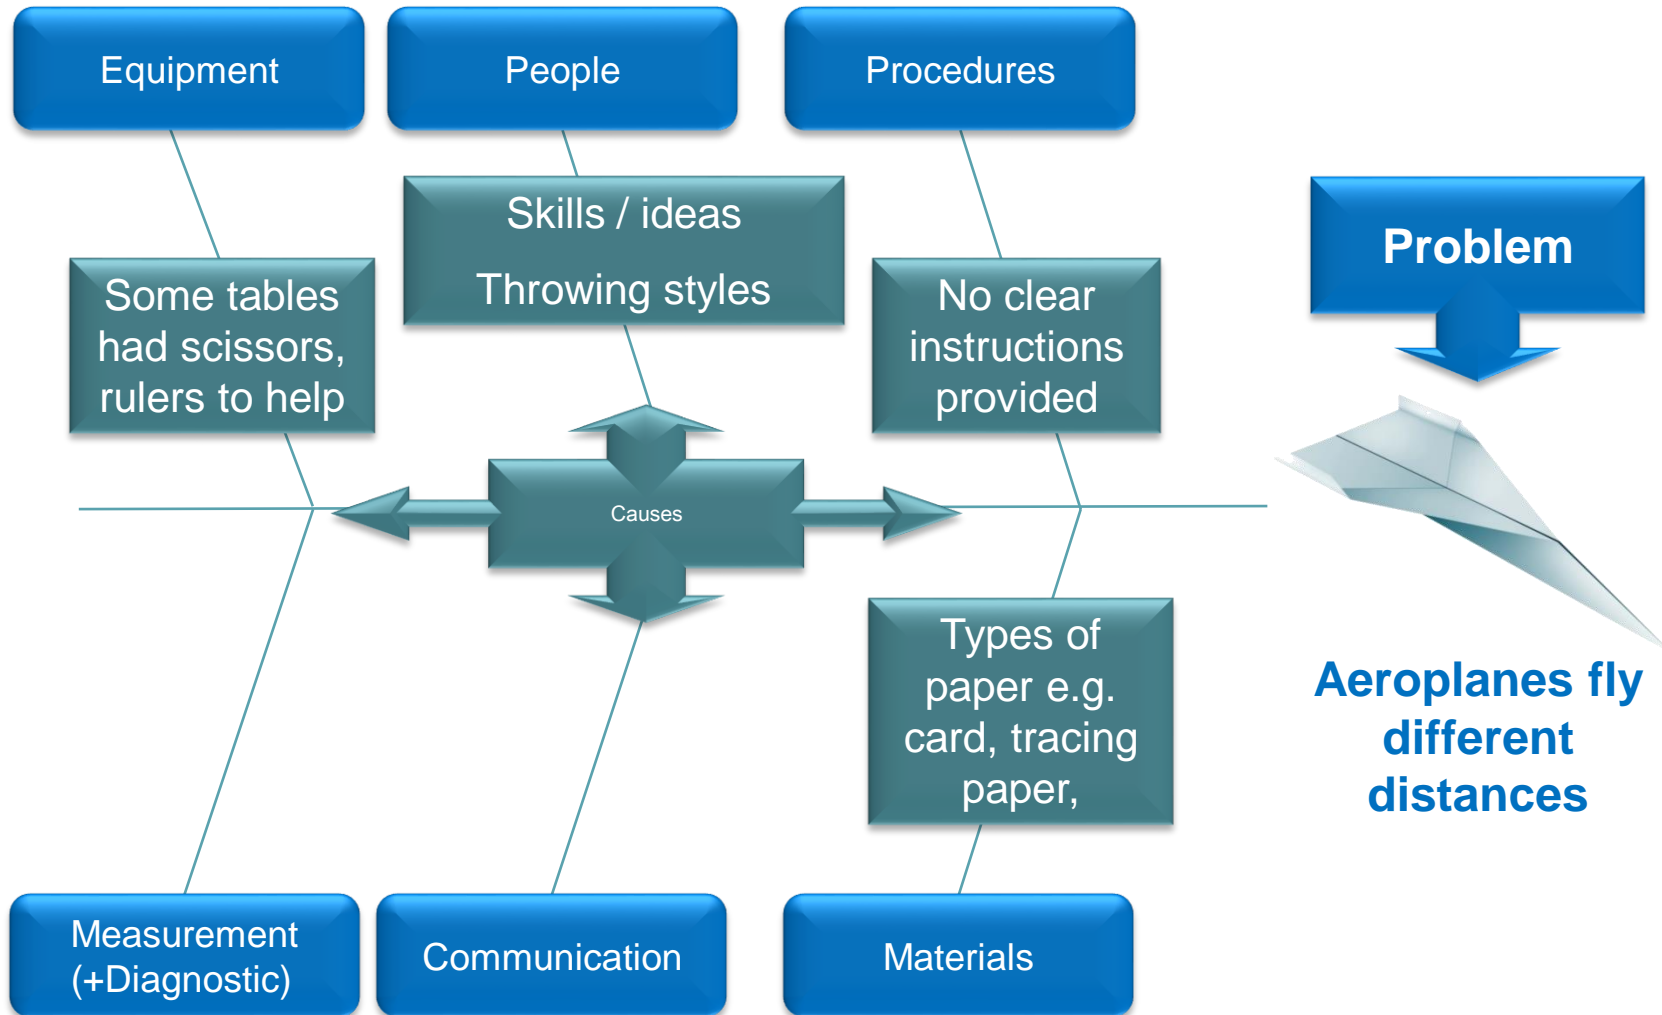 Equipment
People
Procedures
Skills / ideas
Throwing styles
Some tables
had scissors,
rulers to help
No clear
instructions
provided
Problem
Causes
Types of
paper e.g.
card, tracing
paper,
Aeroplanes fly
different
distances
Measurement
(+Diagnostic)
Communication
Materials